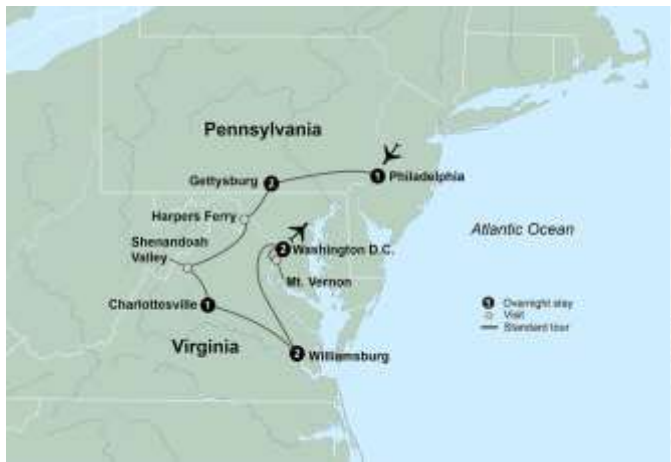 Pennsylvania
Gettysburg
2
1
Philadelphia
Harpers Ferry
Atlantic Ocean
Shenandoah
Valley
2
Washington D.C.
Mt. Vernon
Charlottesville
1
1 Overnight stay
Visit
Standard tour
Virginia
2
Williamsburg